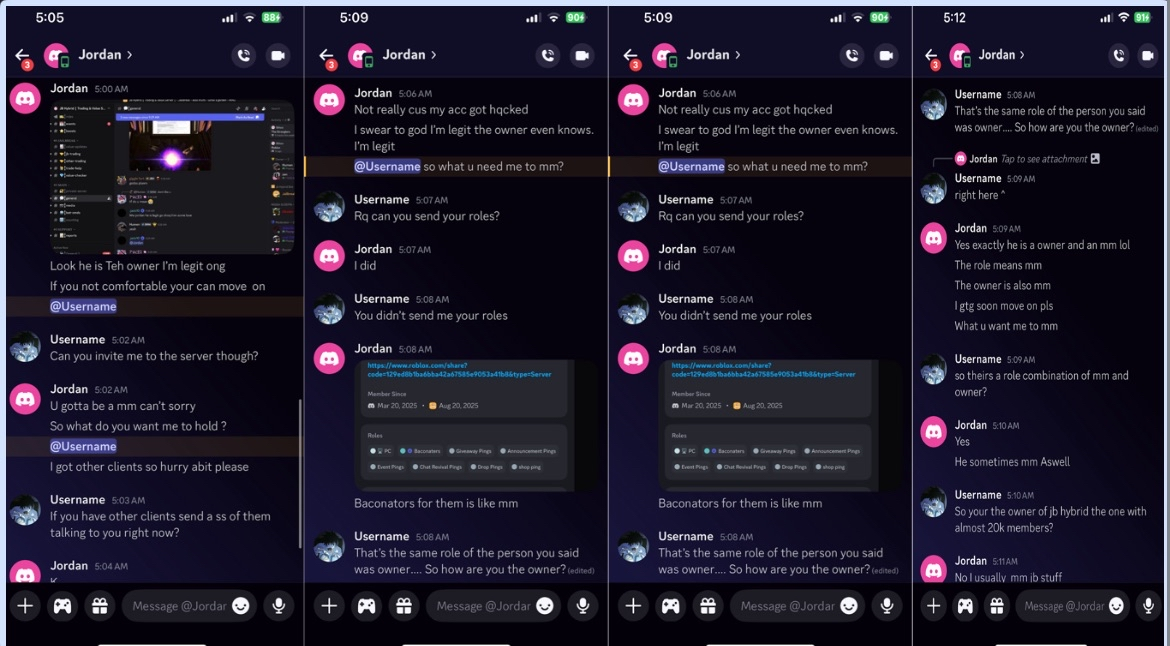 5:05
88
3
Jordan >
Jordan 5:00 AM
Look he is Teh owner I'm legit ong
If you not comfortable your can move on
@Username
Username 5:02 AM
Can you invite me to the server though?
Jordan 5:02 AM
U gotta be a mm can't sorry
So what do you want me to hold ?
@Username
I got other clients so hurry abit please
Username 5:03 AM
If you have other clients send a ss of them
talking to you right now?
Jordan 5:04 AM
K
Message @Jordar
5:09
90
3
Jordan >
Jordan 5:06 AM
Not really cus my acc got hqcked
I swear to god I'm legit the owner even knows.
I'm legit
@Username so what u need me to mm?
Username 5:07 AM
Rq can you send your roles?
Jordan 5:07 AM
I did
Username 5:08 AM
You didn't send me your roles
Jordan 5:08 AM
https://www.roblox.com/share?
code=129ed8b1ba6bba42a67585e9053a41b8&type=Server
Member Since
Mar 20, 2025 • Aug 20, 2025
Roles
PC Baconators Giveaway Pings Announcement Pings
Event Pings Chat Revival Pings Drop Pings shop ping
Baconators for them is like mm
Username 5:08 AM
That's the same role of the person you said
was owner.... So how are you the owner? (edited)
Message @Jordar
5:09
90
3
Jordan >
Jordan 5:06 AM
Not really cus my acc got hqcked
I swear to god I'm legit the owner even knows.
I'm legit
@Username so what u need me to mm?
Username 5:07 AM
Rq can you send your roles?
Jordan 5:07 AM
I did
Username 5:08 AM
You didn't send me your roles
Jordan 5:08 AM
https://www.roblox.com/share?
code=129ed8b1ba6bba42a67585e9053a41b8&type=Server
Member Since
Mar 20, 2025 • Aug 20, 2025
Roles
PC Baconators Giveaway Pings Announcement Pings
Event Pings Chat Revival Pings Drop Pings shop ping
Baconators for them is like mm
Username 5:08 AM
That's the same role of the person you said
was owner.... So how are you the owner? (edited)
Message @Jordar
5:12
91
3
Jordan >
Username 5:08 AM
That's the same role of the person you said
was owner.... So how are you the owner? (edited)
Jordan Tap to see attachment
Username 5:09 AM
right here ^
Jordan 5:09 AM
Yes exactly he is a owner and an mm lol
The role means mm
The owner is also mm
I gtg soon move on pls
What u want me to mm
Username 5:09 AM
so theirs a role combination of mm and
owner?
Jordan 5:10 AM
Yes
He sometimes mm Aswell
Username 5:10 AM
So your the owner of jb hybrid the one with
almost 20k members?
Jordan 5:11 AM
No I usually mm jb stuff
Message @Jordar